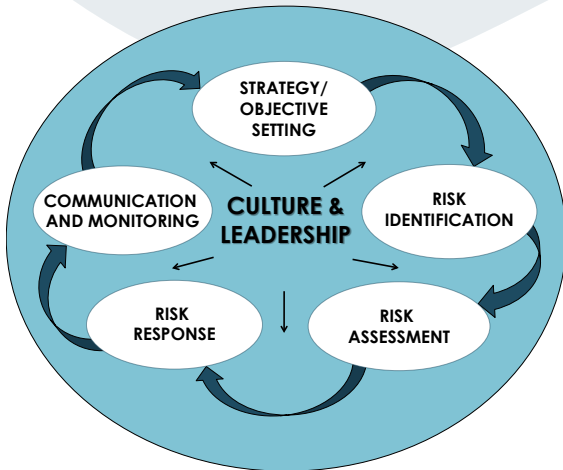 STRATEGY/
OBJECTIVE
SETTING
COMMUNICATION
AND MONITORING
CULTURE &
LEADERSHIP
RISK
IDENTIFICATION
RISK
RESPONSE
RISK
ASSESSMENT